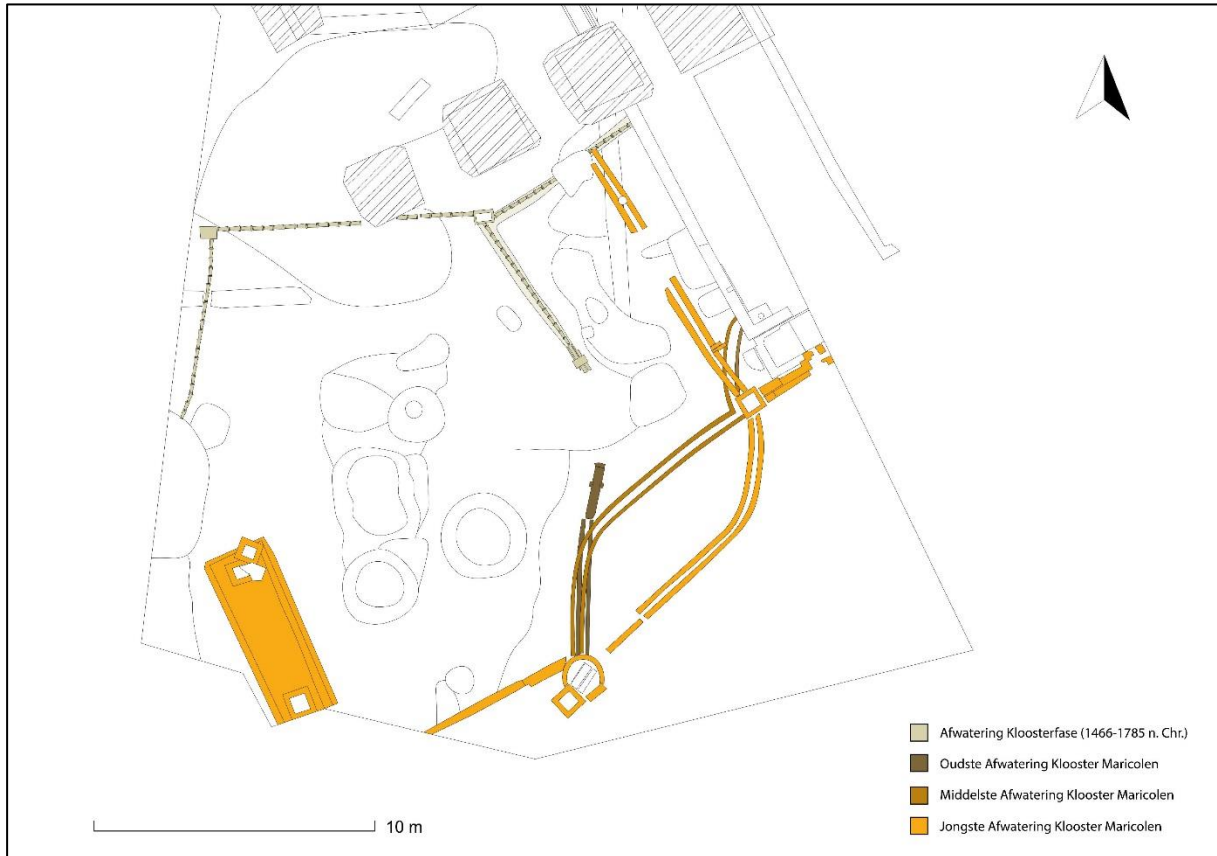 Afwatering Kloosterfase (1466-1785 n. Chr.)
Oudste Afwatering Klooster Maricolen
Middelste Afwatering Klooster Maricolen
Jongste Afwatering Klooster Maricolen
10 m